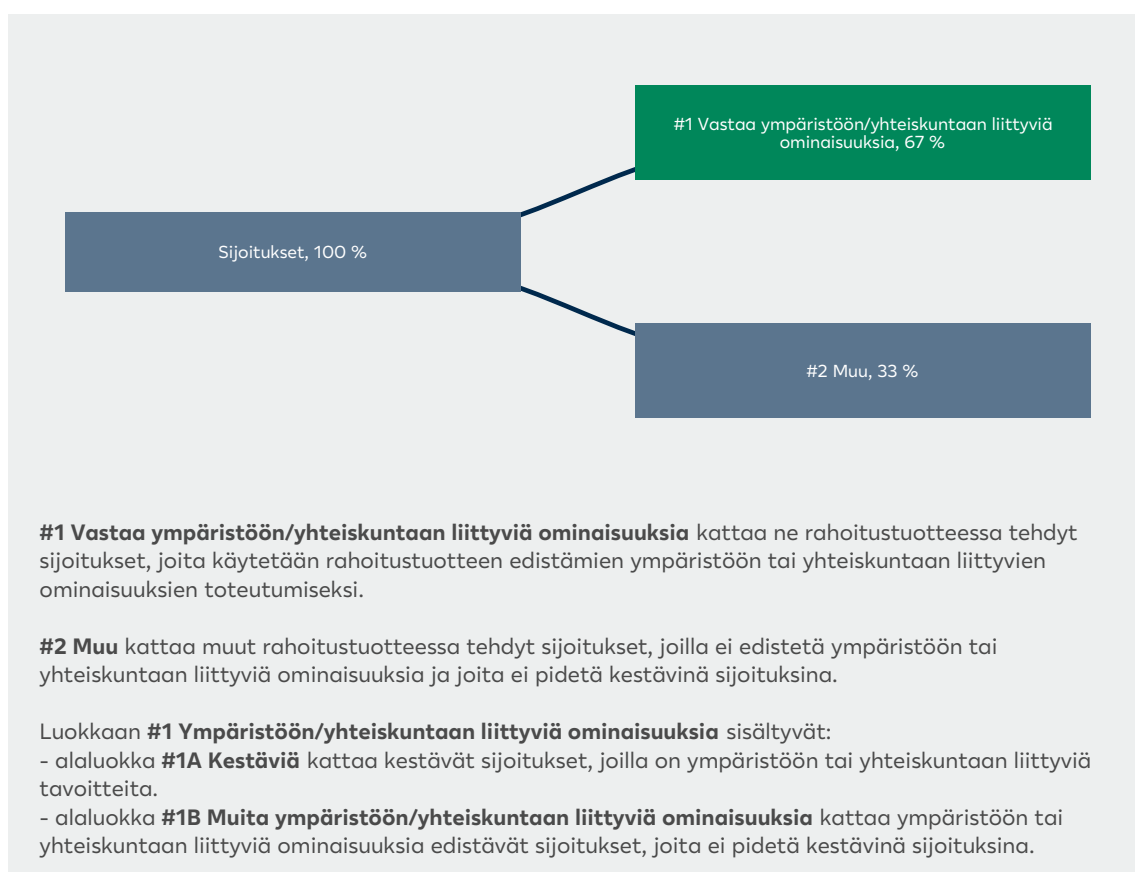 #1 Vastaa ympäristöön/yhteiskuntaan liittyviä
ominaisuuksia, 67 %
Sijoitukset, 100 %
#2 Muu, 33 %
#1 Vastaa ympäristöön/yhteiskuntaan liittyviä ominaisuuksia kattaa ne rahoitustuotteessa tehdyt
sijoitukset, joita käytetään rahoitustuotteen edistämien ympäristöön tai yhteiskuntaan liittyvien
ominaisuuksien toteutumiseksi.
#2 Muu kattaa muut rahoitustuotteessa tehdyt sijoitukset, joilla ei edistetä ympäristöön tai
yhteiskuntaan liittyviä ominaisuuksia ja joita ei pidetä kestävinä sijoituksina.
Luokkaan #1 Ympäristöön/yhteiskuntaan liittyviä ominaisuuksia sisältyvät:
- alaluokka #1A Kestäviä kattaa kestävät sijoitukset, joilla on ympäristöön tai yhteiskuntaan liittyviä
tavoitteita.
- alaluokka #1B Muita ympäristöön/yhteiskuntaan liittyviä ominaisuuksia kattaa ympäristöön tai
yhteiskuntaan liittyviä ominaisuuksia edistävät sijoitukset, joita ei pidetä kestävinä sijoituksina.